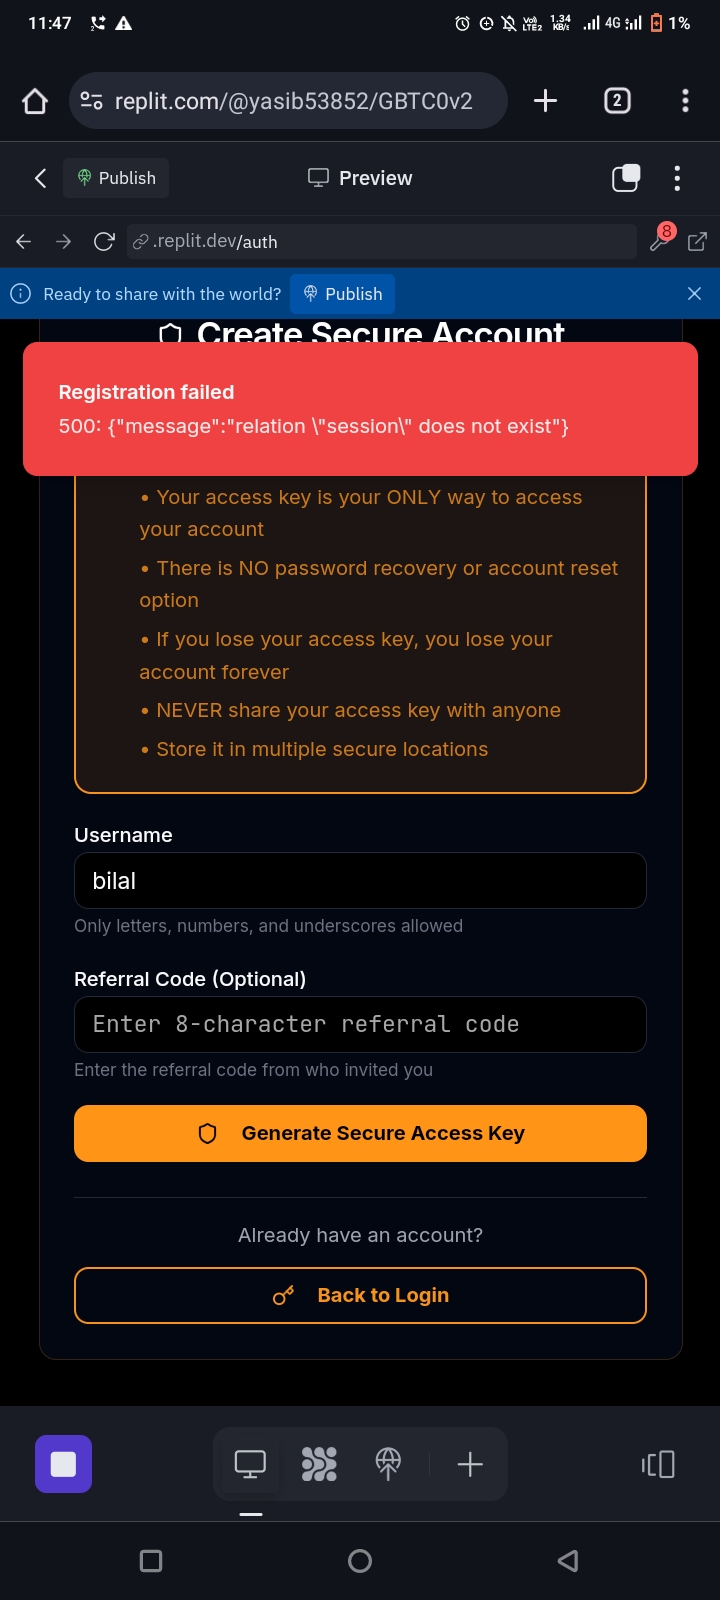 11:47
VoD LTE2
1.34 KB/s
4G
1%
replit.com/@yasib53852/GBTC0v2
2
Publish
Preview
.replit.dev/auth
8
Ready to share with the world?
Publish
Create Secure Account
Registration failed
500: {"message":"relation \"session\" does not exist"}
• Your access key is your ONLY way to access
your account
• There is NO password recovery or account reset
option
• If you lose your access key, you lose your
account forever
• NEVER share your access key with anyone
• Store it in multiple secure locations
Username
bilal
Only letters, numbers, and underscores allowed
Referral Code (Optional)
Enter 8-character referral code
Enter the referral code from who invited you
Generate Secure Access Key
Already have an account?
Back to Login